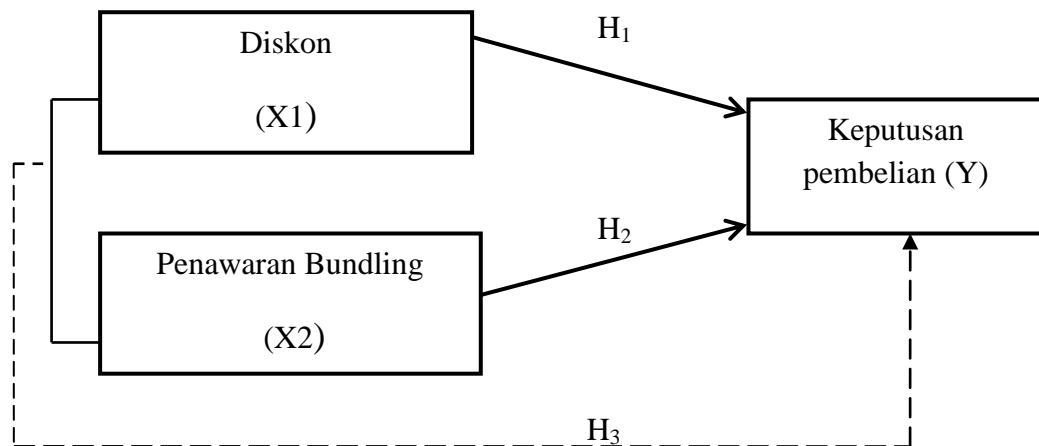 Diskon
(X1)
H₁
Keputusan
pembelian (Y)
H₂
Penawaran Bundling
(X2)
H₃